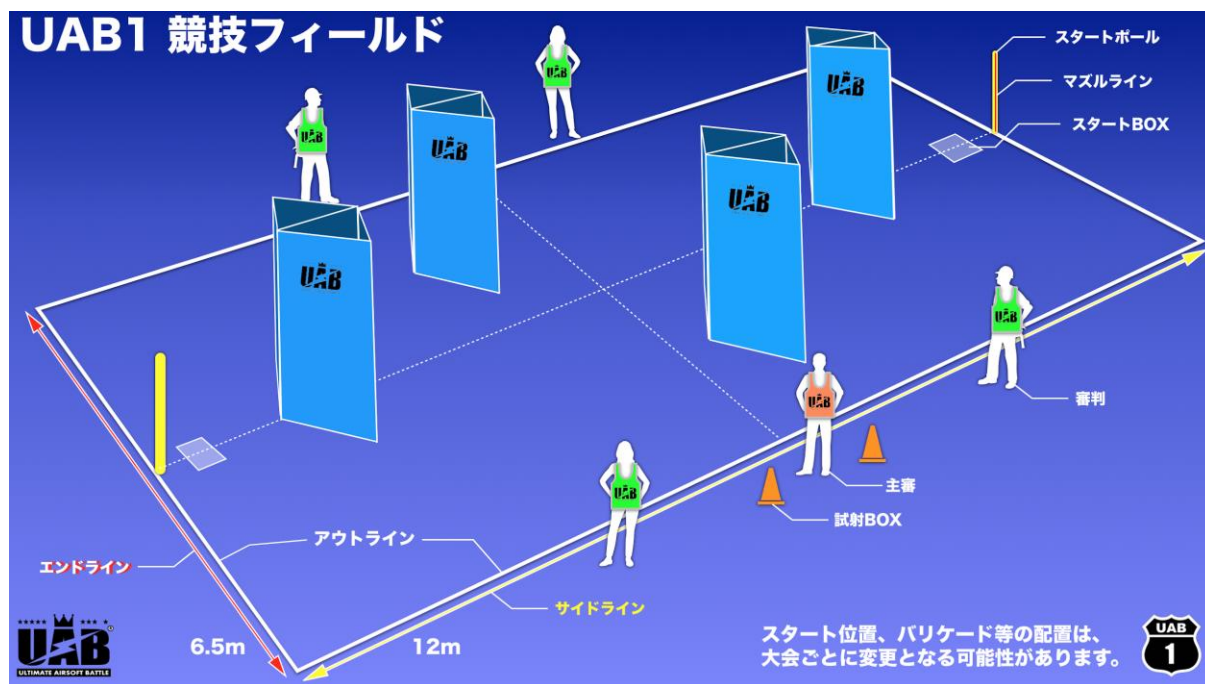 UAB1 競技フィールド
スタートポール
マズルライン
スタートBOX
UAB
UAB
UAB
UAB
UAB
UAB
UAB
UAB
UAB
審判
主審
試射BOX
アウトライン
エンドライン
サイドライン
6.5m
12m
UAB
ULTIMATE AIRSOFT BATTLE
スタート位置、バリケード等の配置は、
大会ごとに変更となる可能性があります。
UAB
1